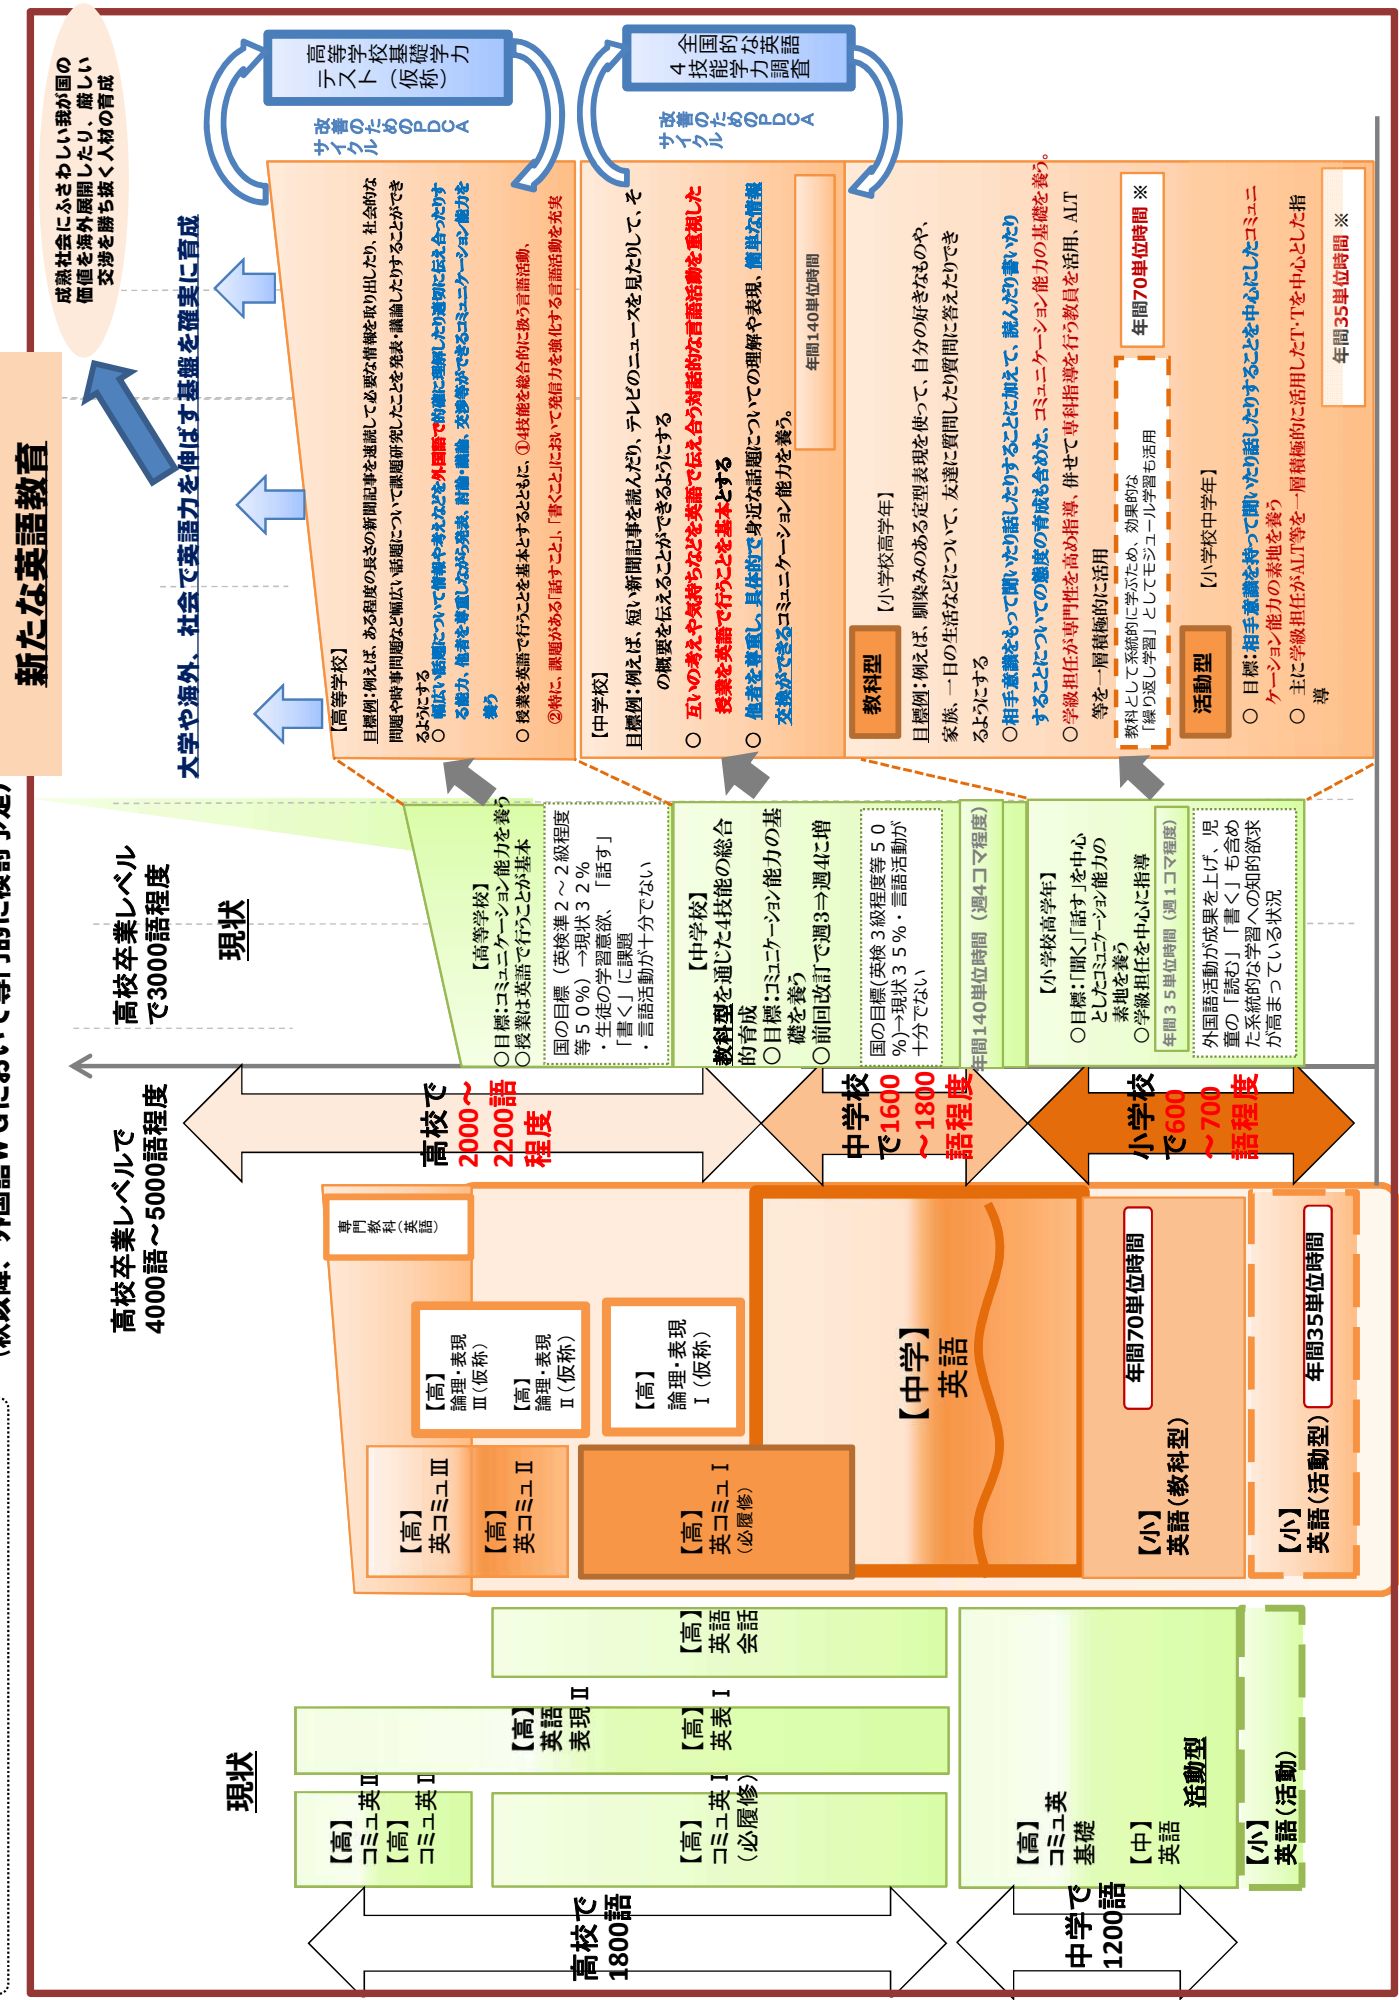 新たな英語教育
成熟社会にふさわしい我が国の
価値を海外展開したり、厳しい
交渉を勝ち抜く人材の育成
大学や海外、社会で英語力を伸ばす基盤を確実に育成
高等学校基礎学力
テスト（仮称）
改善のためのPDCA
サイクル
全国的な英語
４技能学力調査
改善のためのPDCA
サイクル
【高等学校】
目標例：例えば、ある程度の長さの新聞記事を速読して必要な情報を取り出したり、社会的な
問題や時事問題など幅広い話題について課題研究したことを発表・議論したりすることができ
るようにする
○ 幅広い話題について情報や考えなどを外国語で的確に理解したり適切に伝え合ったりす
る能力、他者を尊重しながら発表、討論・議論、交渉等ができるコミュニケーション能力を
養う
○ 授業を英語で行うことを基本とするとともに、①4技能を総合的に扱う言語活動、
②特に、課題がある「話すこと」、「書くこと」において発信力を強化する言語活動を充実
【中学校】
目標例：例えば、短い新聞記事を読んだり、テレビのニュースを見たりして、そ
の概要を伝えることができるようにする
○ 互いの考えや気持ちなどを英語で伝え合う対話的な言語活動を重視した
授業を英語で行うことを基本とする
○ 他者を尊重し、具体的で身近な話題についての理解や表現、簡単な情報
交換ができるコミュニケーション能力を養う。
年間140単位時間
教科型
【小学校高学年】
目標例：例えば、馴染みのある定型表現を使って、自分の好きなものや、
家族、一日の生活などについて、友達に質問したり質問に答えたりでき
るようにする
○相手意識をもって聞いたり話したりすることに加えて、読んだり書いたり
することについての態度の育成も含めた、コミュニケーション能力の基礎を養う。
○ 学級担任が専門性を高め指導、併せて専科指導を行う教員を活用、ALT
等を一層積極的に活用
教科として系統的に学ぶため、効果的な
「繰り返し学習」としてモジュール学習も活用
年間70単位時間 ※
活動型
【小学校中学年】
○ 目標：相手意識を持って聞いたり話したりすることを中心にしたコミュニ
ケーション能力の素地を養う
○ 主に学級担任がALT等を一層積極的に活用したT・Tを中心とした指
導
年間35単位時間 ※
高校卒業レベル
で3000語程度
現状
【高等学校】
○目標：コミュニケーション能力を養う
○授業は英語で行うことが基本
国の目標（英検準２～２級程度
等５０％）→現状３２％
・生徒の学習意欲、「話す」
「書く」に課題
・言語活動が十分でない
【中学校】
教科型を通じた4技能の総合
的育成
○目標：コミュニケーション能力の基
礎を養う
○前回改訂で週3⇒週4に増
国の目標(英検３級程度等５０
％)→現状３５％・言語活動が
十分でない
年間140単位時間（週4コマ程度）
【小学校高学年】
○目標：「聞く」「話す」を中心
としたコミュニケーション能力の
素地を養う
○学級担任を中心に指導
年間３５単位時間（週１コマ程度）
外国語活動が成果を上げ、児
童の「読む」「書く」も含め
た系統的な学習への知的欲求
が高まっている状況
高校卒業レベルで
4000語～5000語程度
高校で
2000～
2200語
程度
中学校
で1600
～1800
語程度
小学校
で600
～700
語程度
専門教科（英語）
【高】
論理・表現
Ⅲ（仮称）
【高】
論理・表現
Ⅱ（仮称）
【高】
論理・表現
Ⅰ（仮称）
【高】
英コミュⅢ
【高】
英コミュⅡ
【高】
英コミュⅠ
（必履修）
【中学】
英語
年間70単位時間
【小】
英語（教科型）
年間35単位時間
【小】
英語（活動型）
現状
【高】
英語
会話
【高】
英語
表現Ⅱ
【高】
英表Ⅰ
【高】
コミュ英Ⅲ
【高】
コミュ英Ⅱ
【高】
コミュ英Ⅰ
（必履修）
【高】
コミュ英
基礎
【中】
英語
活動型
【小】
英語（活動）
高校で
1800語
中学で
1200語